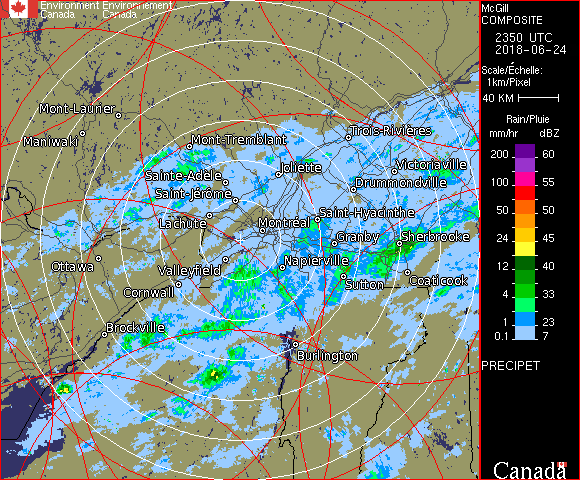 Environment Environnement
Canada Canada
McGill
COMPOSITE
2350 UTC
2018-06-24
Scale/Échelle:
1km/Pixel
40 KM
Rain/Pluie
mm/hr dBZ
200 60
100 55
50 50
24 45
12 40
4 33
1 23
0.1 7
PRECIPET
Canada
Mont-Laurier
Maniwaki
Mont-Tremblant
Trois-Rivières
Sainte-Adèle
Joliette
Victoriaville
Saint-Jérôme
Drummondville
Lachute
Montréal
Saint-Hyacinthe
Granby
Sherbrooke
Ottawa
Valleyfield
Napierville
Cornwall
Sutton
Coaticook
Brockville
Burlington